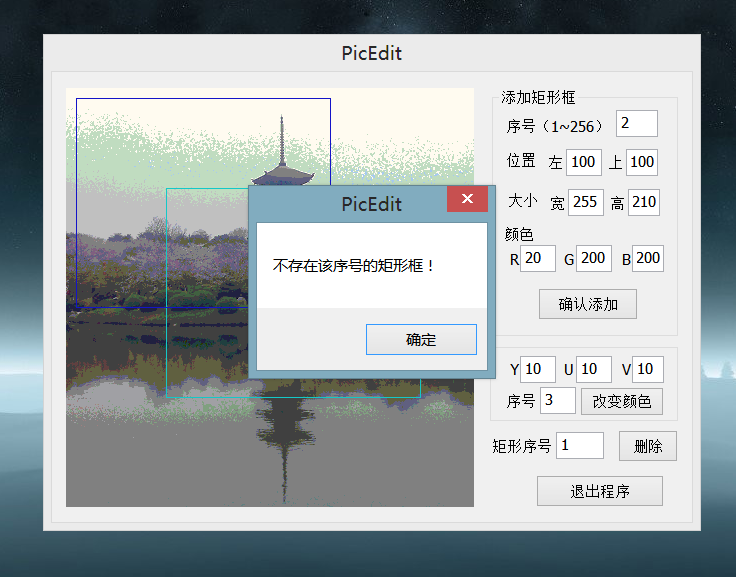 PicEdit
添加矩形框
序号（1~256） 2
位置 左 100 上 100
大小 宽 255 高 210
颜色
R 20 G 200 B 200
确认添加
PicEdit
不存在该序号的矩形框！
确定
Y 10 U 10 V 10
序号 3 改变颜色
矩形序号 1 删除
退出程序